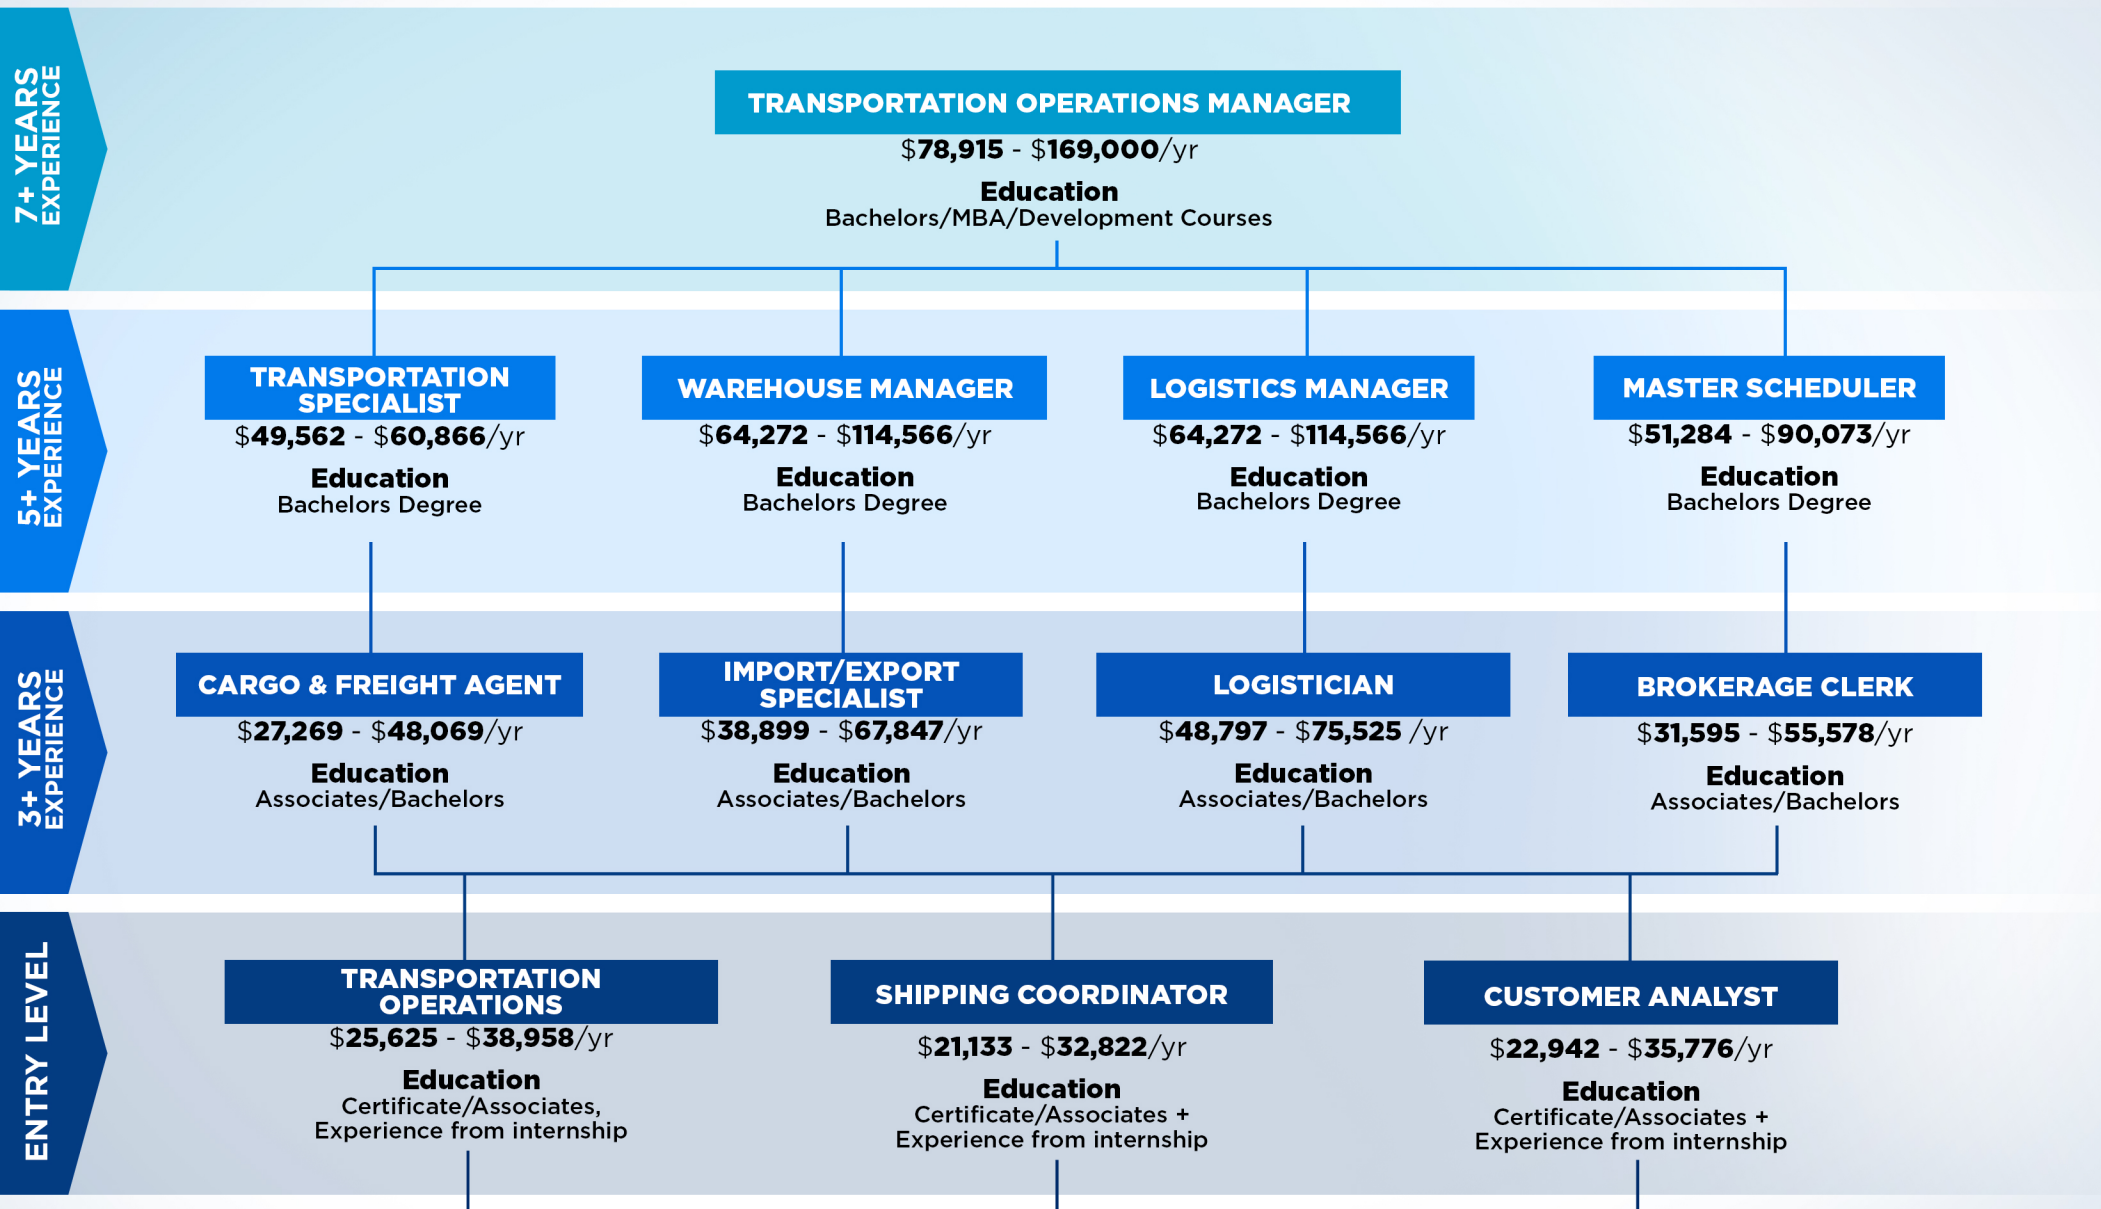 7+ YEARS
EXPERIENCE
TRANSPORTATION OPERATIONS MANAGER
$78,915 - $169,000/yr
Education
Bachelors/MBA/Development Courses
5+ YEARS
EXPERIENCE
TRANSPORTATION
SPECIALIST
$49,562 - $60,866/yr
Education
Bachelors Degree
WAREHOUSE MANAGER
$64,272 - $114,566/yr
Education
Bachelors Degree
LOGISTICS MANAGER
$64,272 - $114,566/yr
Education
Bachelors Degree
MASTER SCHEDULER
$51,284 - $90,073/yr
Education
Bachelors Degree
3+ YEARS
EXPERIENCE
CARGO & FREIGHT AGENT
$27,269 - $48,069/yr
Education
Associates/Bachelors
IMPORT/EXPORT
SPECIALIST
$38,899 - $67,847/yr
Education
Associates/Bachelors
LOGISTICIAN
$48,797 - $75,525 /yr
Education
Associates/Bachelors
BROKERAGE CLERK
$31,595 - $55,578/yr
Education
Associates/Bachelors
ENTRY LEVEL
TRANSPORTATION
OPERATIONS
$25,625 - $38,958/yr
Education
Certificate/Associates,
Experience from internship
SHIPPING COORDINATOR
$21,133 - $32,822/yr
Education
Certificate/Associates +
Experience from internship
CUSTOMER ANALYST
$22,942 - $35,776/yr
Education
Certificate/Associates +
Experience from internship